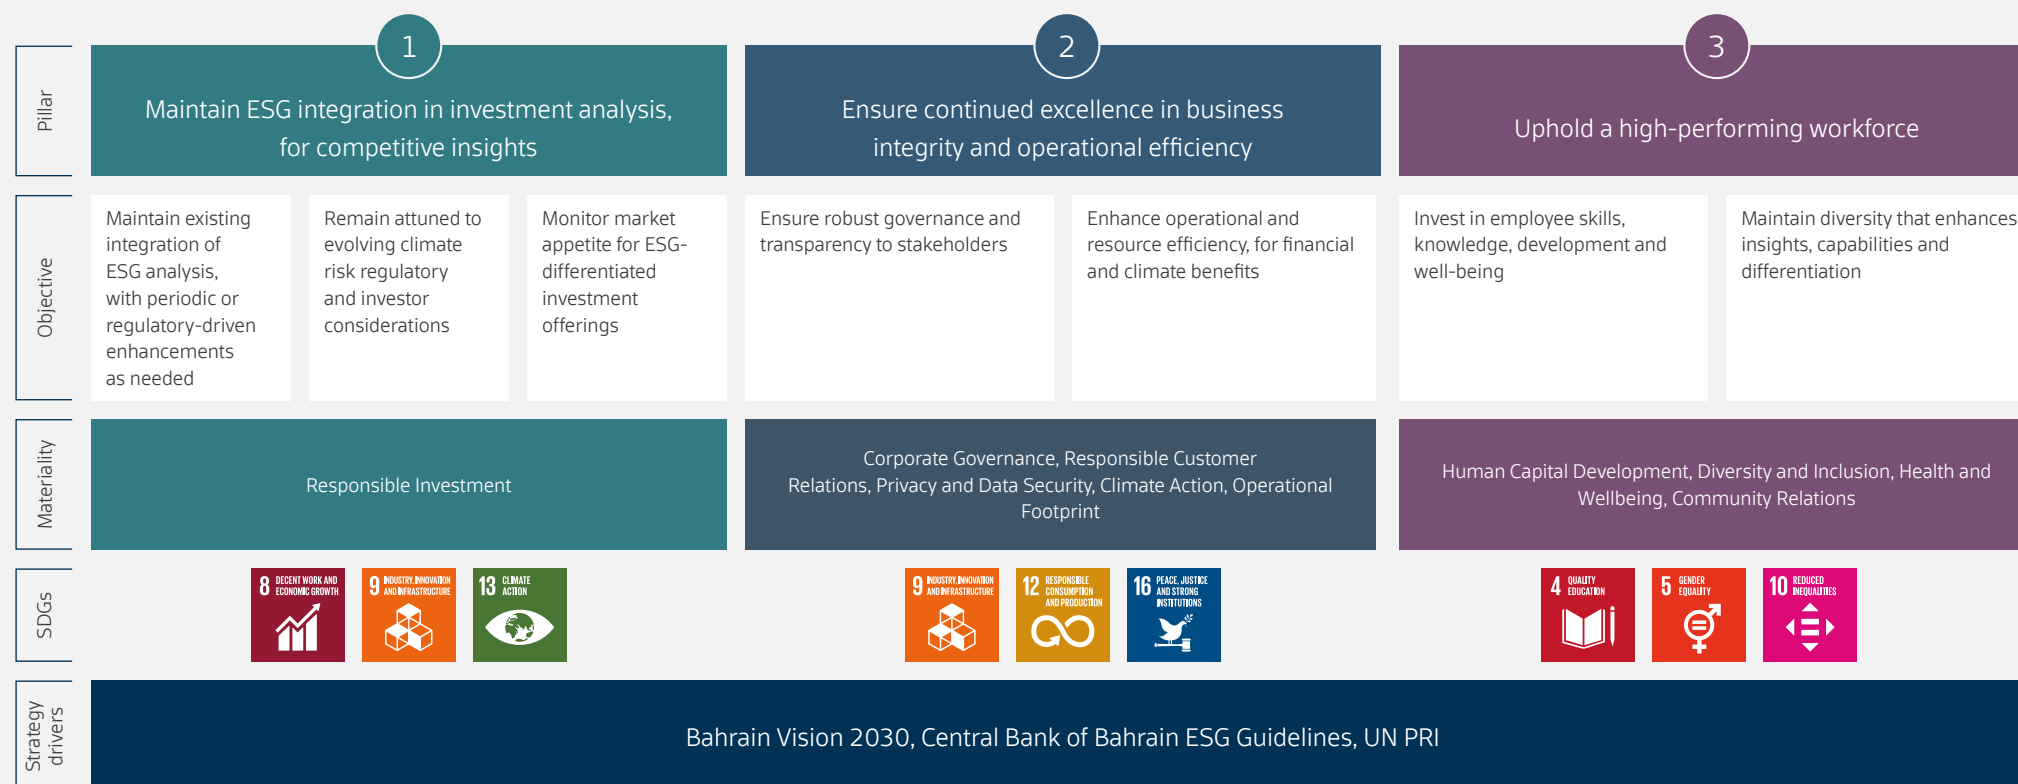 Pillar
1
Maintain ESG integration in investment analysis,
for competitive insights
2
Ensure continued excellence in business
integrity and operational efficiency
3
Uphold a high-performing workforce
Objective
Maintain existing
integration of
ESG analysis,
with periodic or
regulatory-driven
enhancements
as needed
Remain attuned to
evolving climate
risk regulatory
and investor
considerations
Monitor market
appetite for ESG-
differentiated
investment
offerings
Ensure robust governance and
transparency to stakeholders
Enhance operational and
resource efficiency, for financial
and climate benefits
Invest in employee skills,
knowledge, development and
well-being
Maintain diversity that enhances
insights, capabilities and
differentiation
Materiality
Responsible Investment
Corporate Governance, Responsible Customer
Relations, Privacy and Data Security, Climate Action, Operational
Footprint
Human Capital Development, Diversity and Inclusion, Health and
Wellbeing, Community Relations
SDGs
8 DECENT WORK AND
ECONOMIC GROWTH
9 INDUSTRY, INNOVATION
AND INFRASTRUCTURE
13 CLIMATE
ACTION
9 INDUSTRY, INNOVATION
AND INFRASTRUCTURE
12 RESPONSIBLE
CONSUMPTION
AND PRODUCTION
16 PEACE, JUSTICE
AND STRONG
INSTITUTIONS
4 QUALITY
EDUCATION
5 GENDER
EQUALITY
10 REDUCED
INEQUALITIES
Strategy
drivers
Bahrain Vision 2030, Central Bank of Bahrain ESG Guidelines, UN PRI